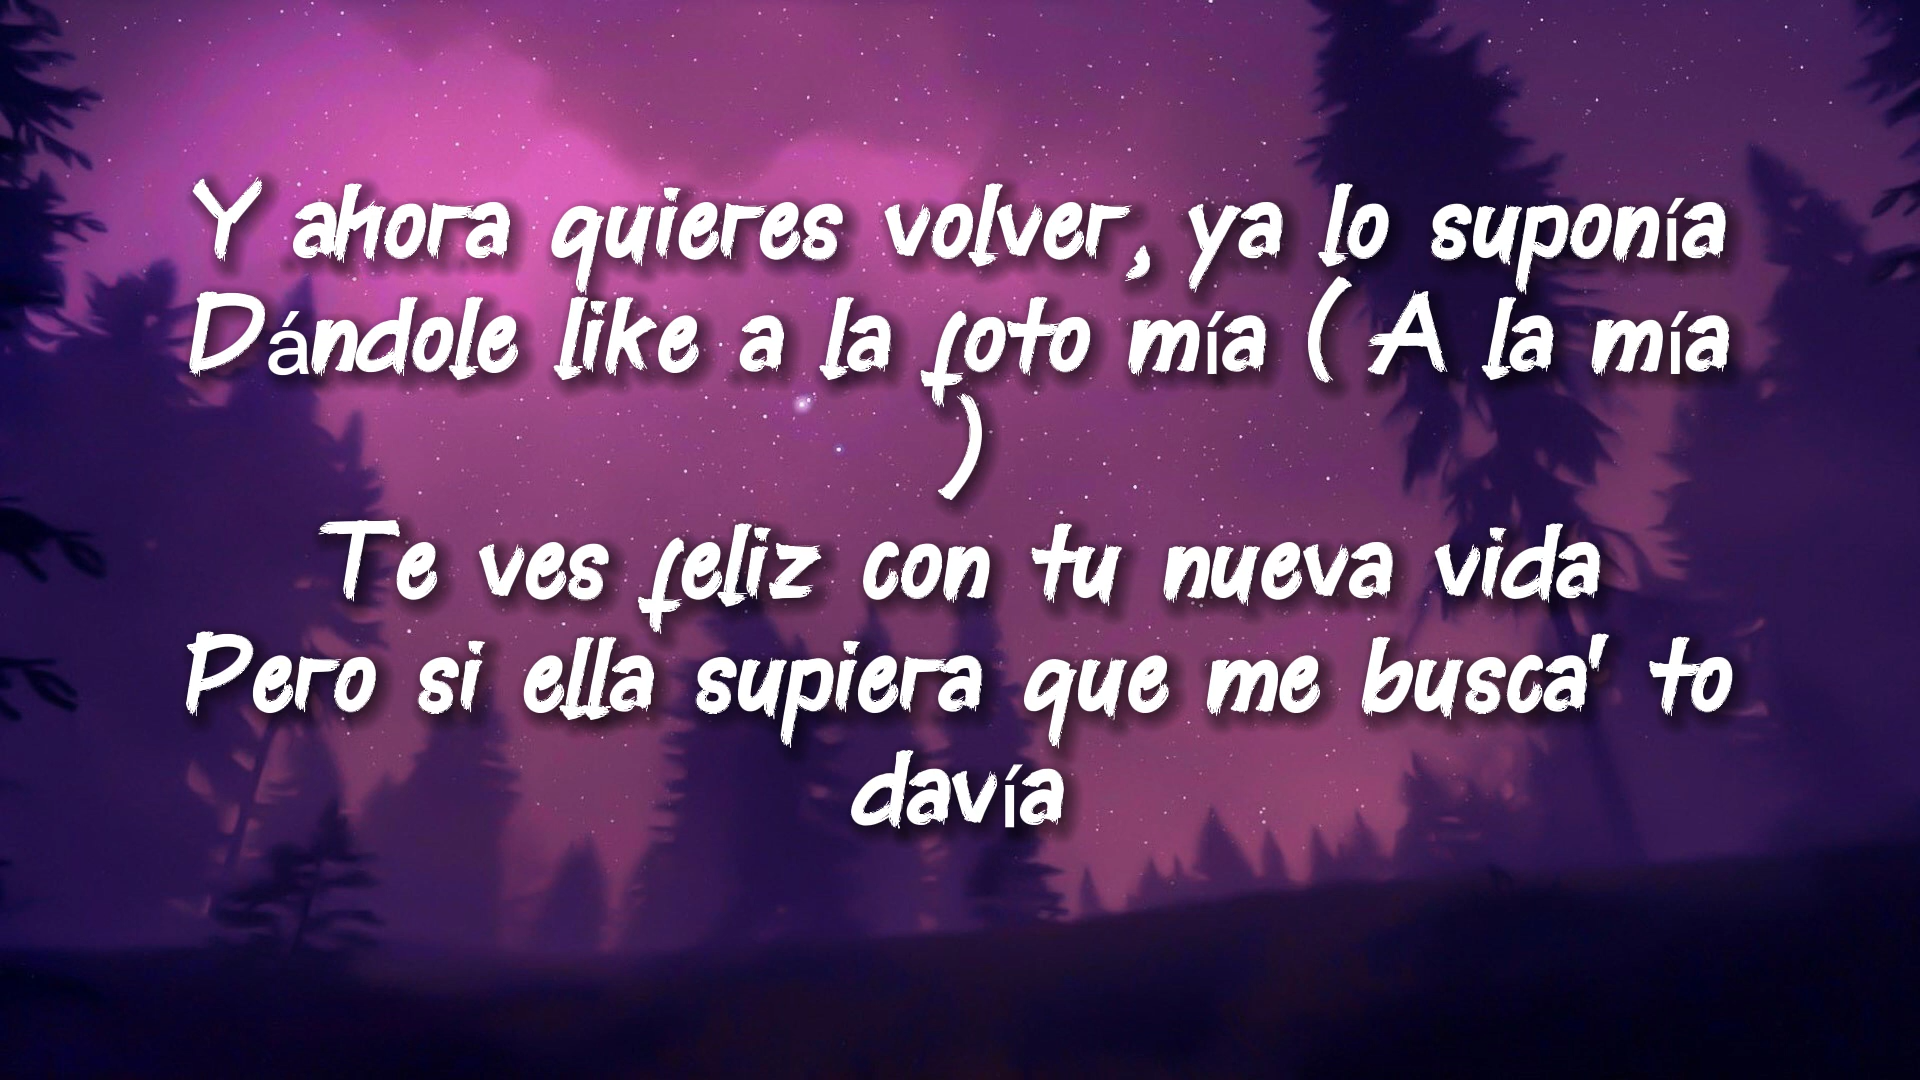 Y ahora quieres volver, ya lo suponía
Dándole like a la foto mía ( A la mía
)
Te ves feliz con tu nueva vida
Pero si ella supiera que me busca' to
davía